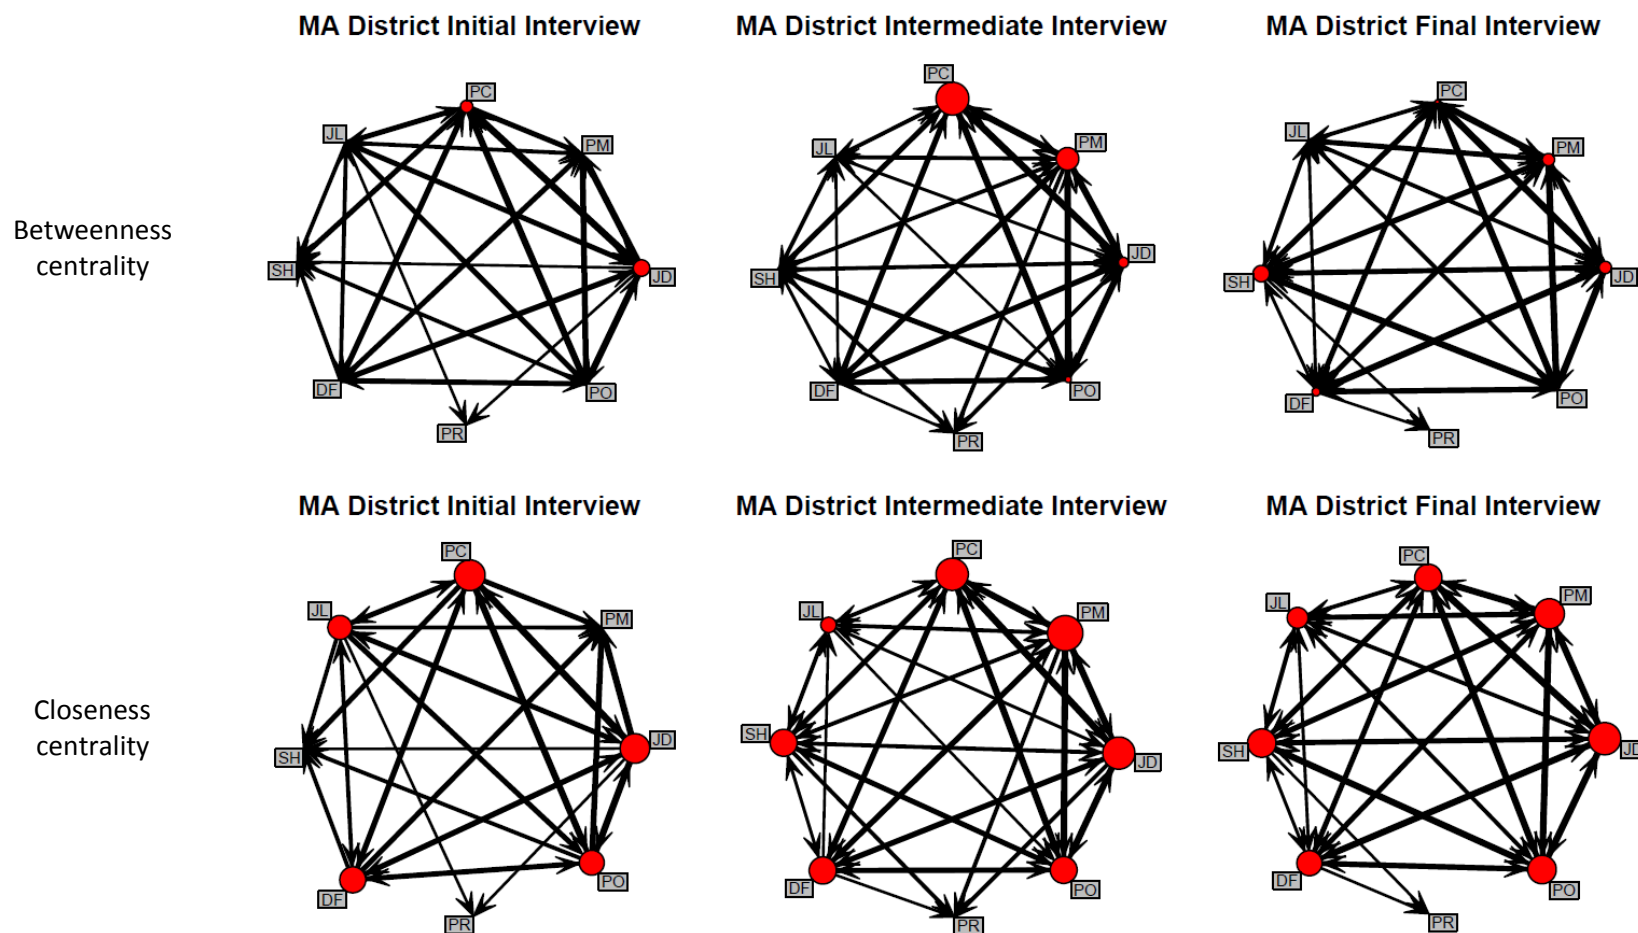 MA District Initial Interview
MA District Intermediate Interview
MA District Final Interview
Betweenness
centrality
PC
JL
PM
SH
JD
DF
PO
PR
PC
JL
PM
SH
JD
DF
PO
PR
PC
JL
PM
SH
JD
DF
PO
PR
MA District Initial Interview
MA District Intermediate Interview
MA District Final Interview
Closeness
centrality
PC
JL
PM
SH
JD
DF
PO
PR
PC
JL
PM
SH
JD
DF
PO
PR
PC
JL
PM
SH
JD
DF
PO
PR